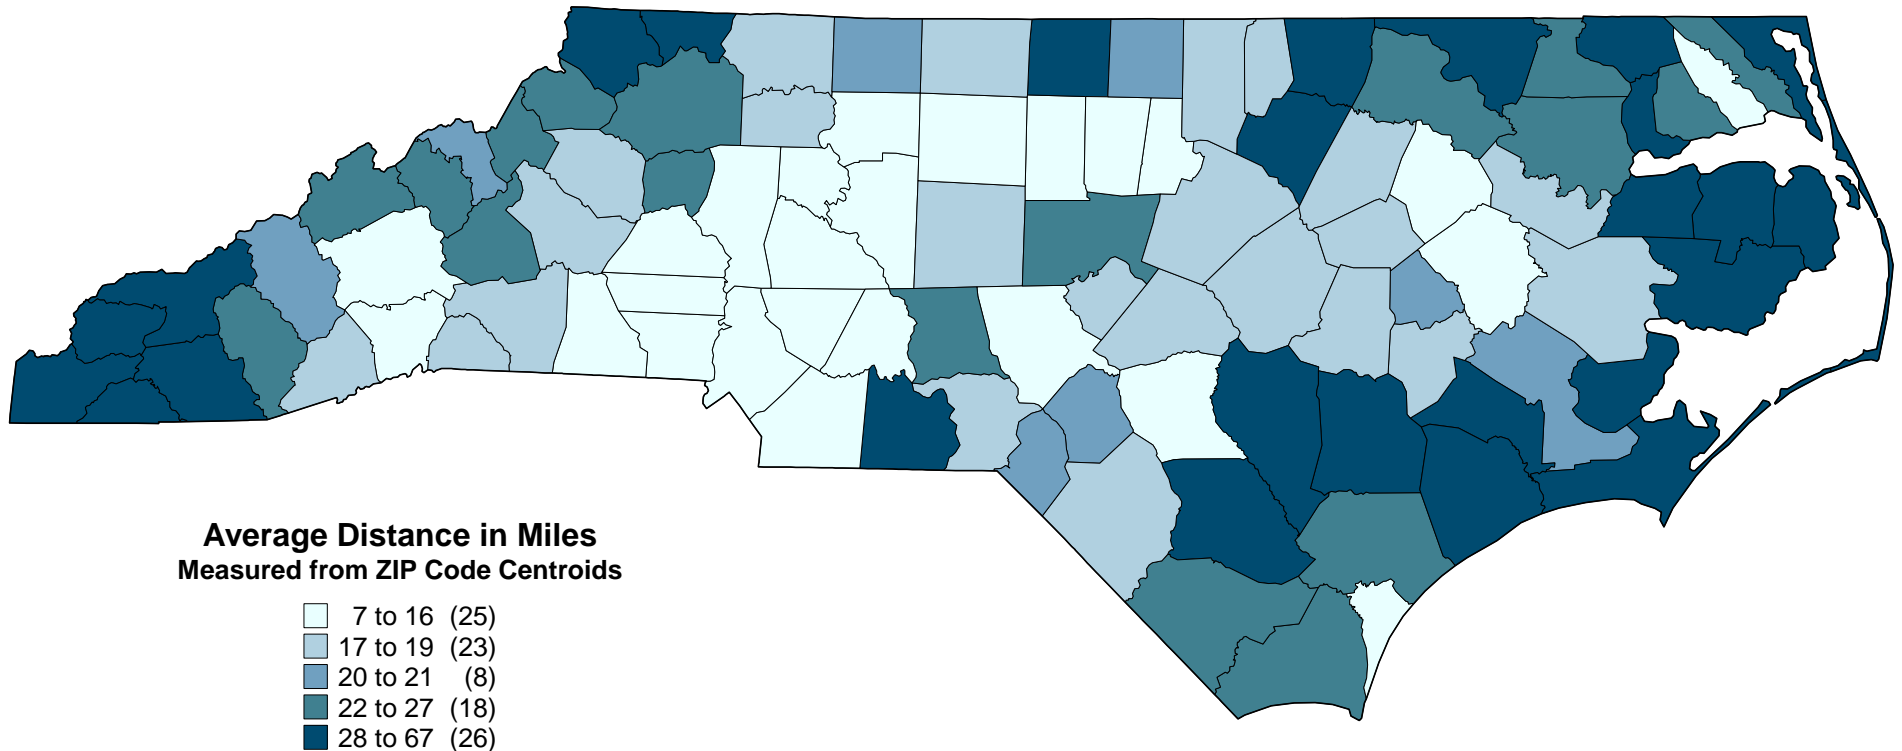 Average Distance in Miles
Measured from ZIP Code Centroids
7 to 16 (25)
17 to 19 (23)
20 to 21 (8)
22 to 27 (18)
28 to 67 (26)